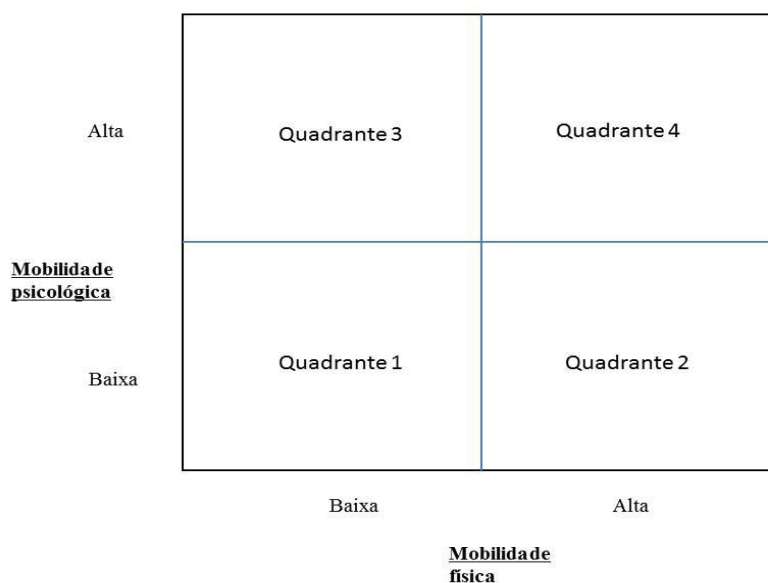 Alta
Quadrante 3
Quadrante 4
Mobilidade
psicológica
Quadrante 1
Quadrante 2
Baixa
Baixa
Alta
Mobilidade
física